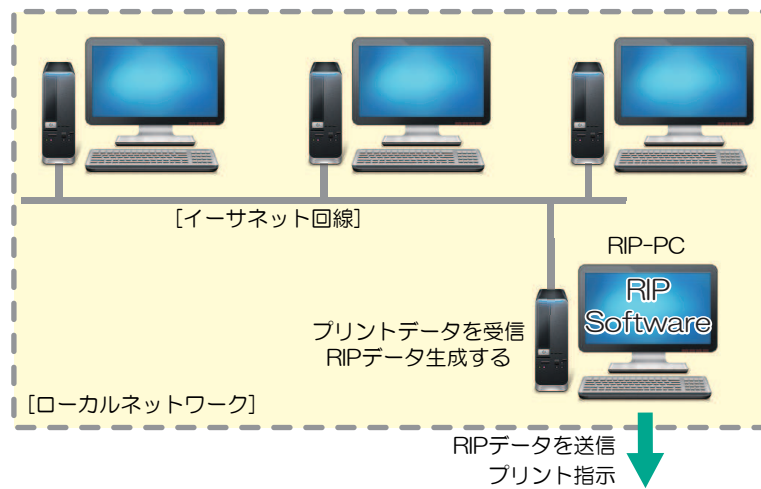 [イーサネット回線]
RIP-PC
RIP
Software
プリントデータを受信
RIPデータ生成する
[ローカルネットワーク]
RIPデータを送信
プリント指示